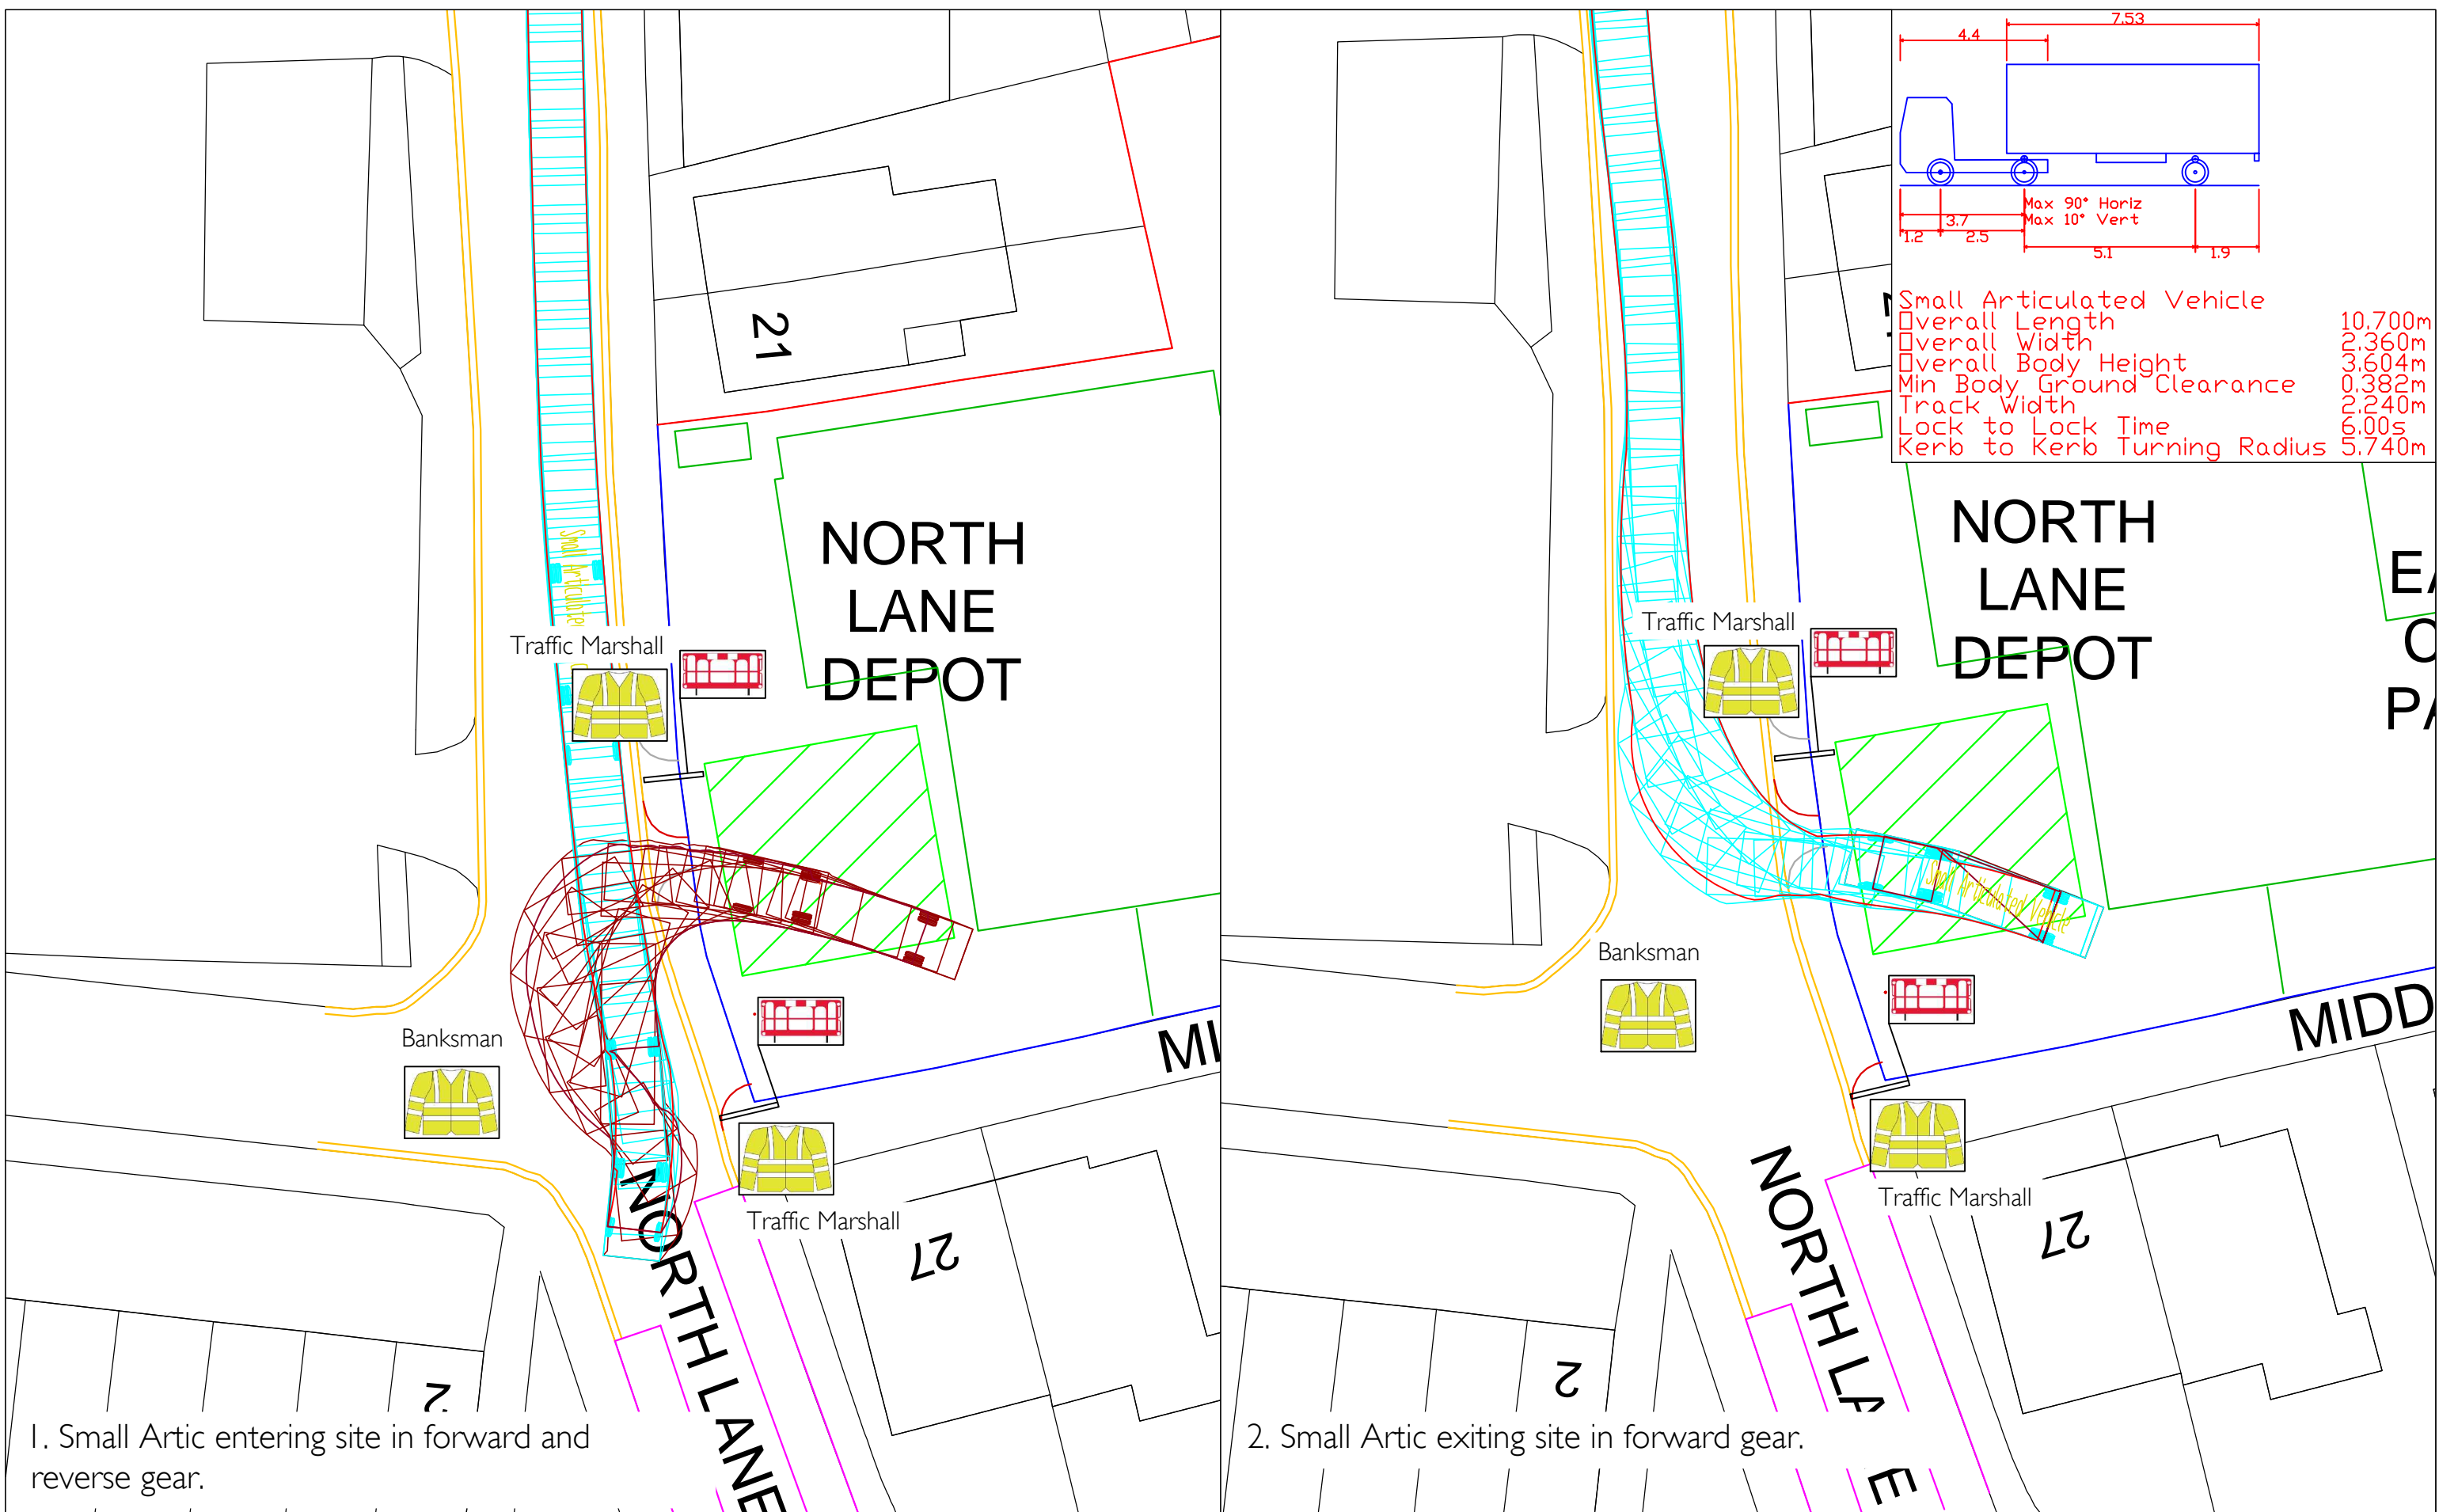 21
NORTH
LANE
DEPOT
Traffic Marshall
Banksman
Traffic Marshall
27
NORTH LANE
1. Small Artic entering site in forward and
reverse gear.
7.53
4.4
Max 90° Horiz
Max 10° Vert
3.7
1.2
2.5
5.1
1.9
Small Articulated Vehicle
Overall Length 10.700m
Overall Width 2.360m
Overall Body Height 3.604m
Min Body Ground Clearance 0.382m
Track Width 2.240m
Lock to Lock Time 6.00s
Kerb to Kerb Turning Radius 5.740m
NORTH
LANE
DEPOT
Traffic Marshall
Small Articulated Vehicle
Banksman
MIDD
Traffic Marshall
27
2
NORTH LA E
2. Small Artic exiting site in forward gear.